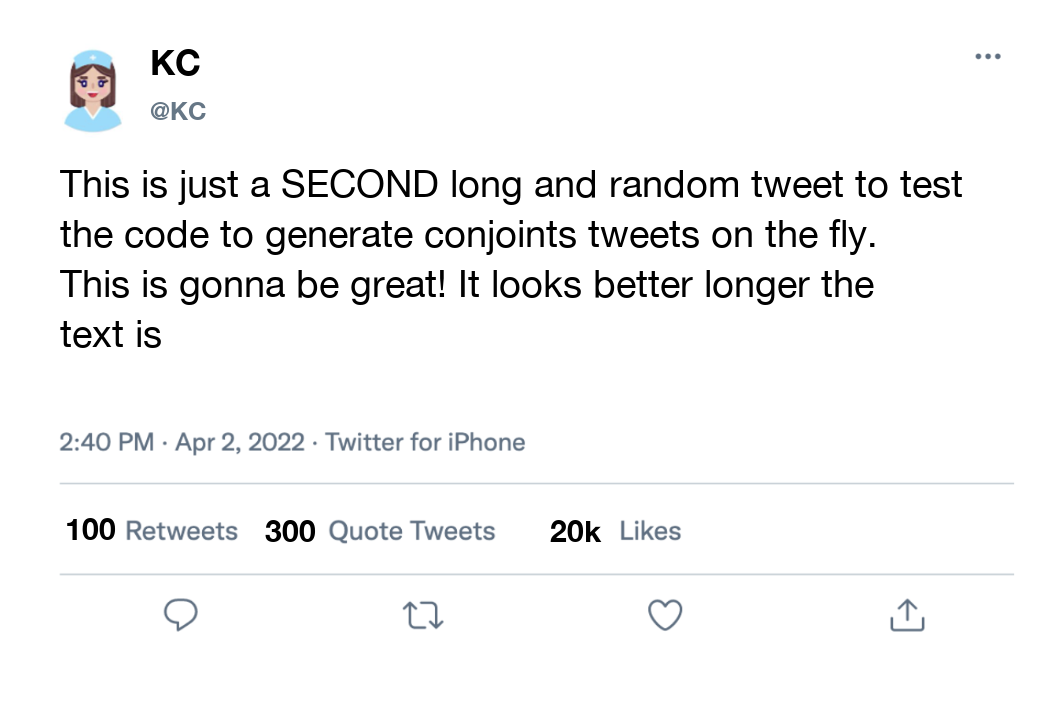 KC
@KC
This is just a SECOND long and random tweet to test
the code to generate conjoints tweets on the fly.
This is gonna be great! It looks better longer the
text is
2:40 PM · Apr 2, 2022 · Twitter for iPhone
100 Retweets 300 Quote Tweets 20k Likes